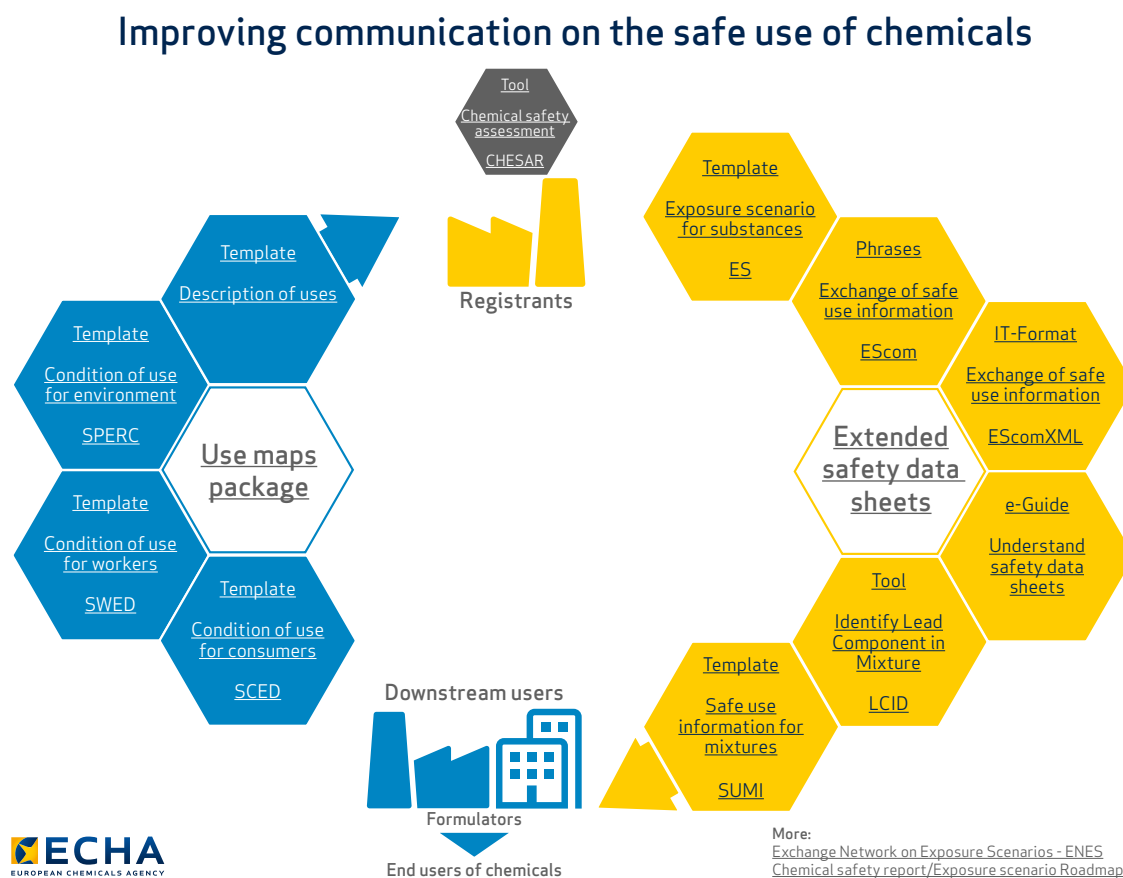 Improving communication on the safe use of chemicals
Tool
Chemical safety
assessment
CHESAR
Registrants
Template
Description of uses
Template
Condition of use
for environment
SPERC
Use maps
package
Template
Condition of use
for workers
SWED
Template
Condition of use
for consumers
SCED
Template
Exposure scenario
for substances
ES
Phrases
Exchange of safe
use information
EScom
IT-Format
Exchange of safe
use information
EScomXML
Extended
safety data
sheets
e-Guide
Understand
safety data
sheets
Tool
Identify Lead
Component in
Mixture
LCID
Template
Safe use
information for
mixtures
SUMI
Downstream users
Formulators
End users of chemicals
ECHA
EUROPEAN CHEMICALS AGENCY
More:
Exchange Network on Exposure Scenarios - ENES
Chemical safety report/Exposure scenario Roadmap